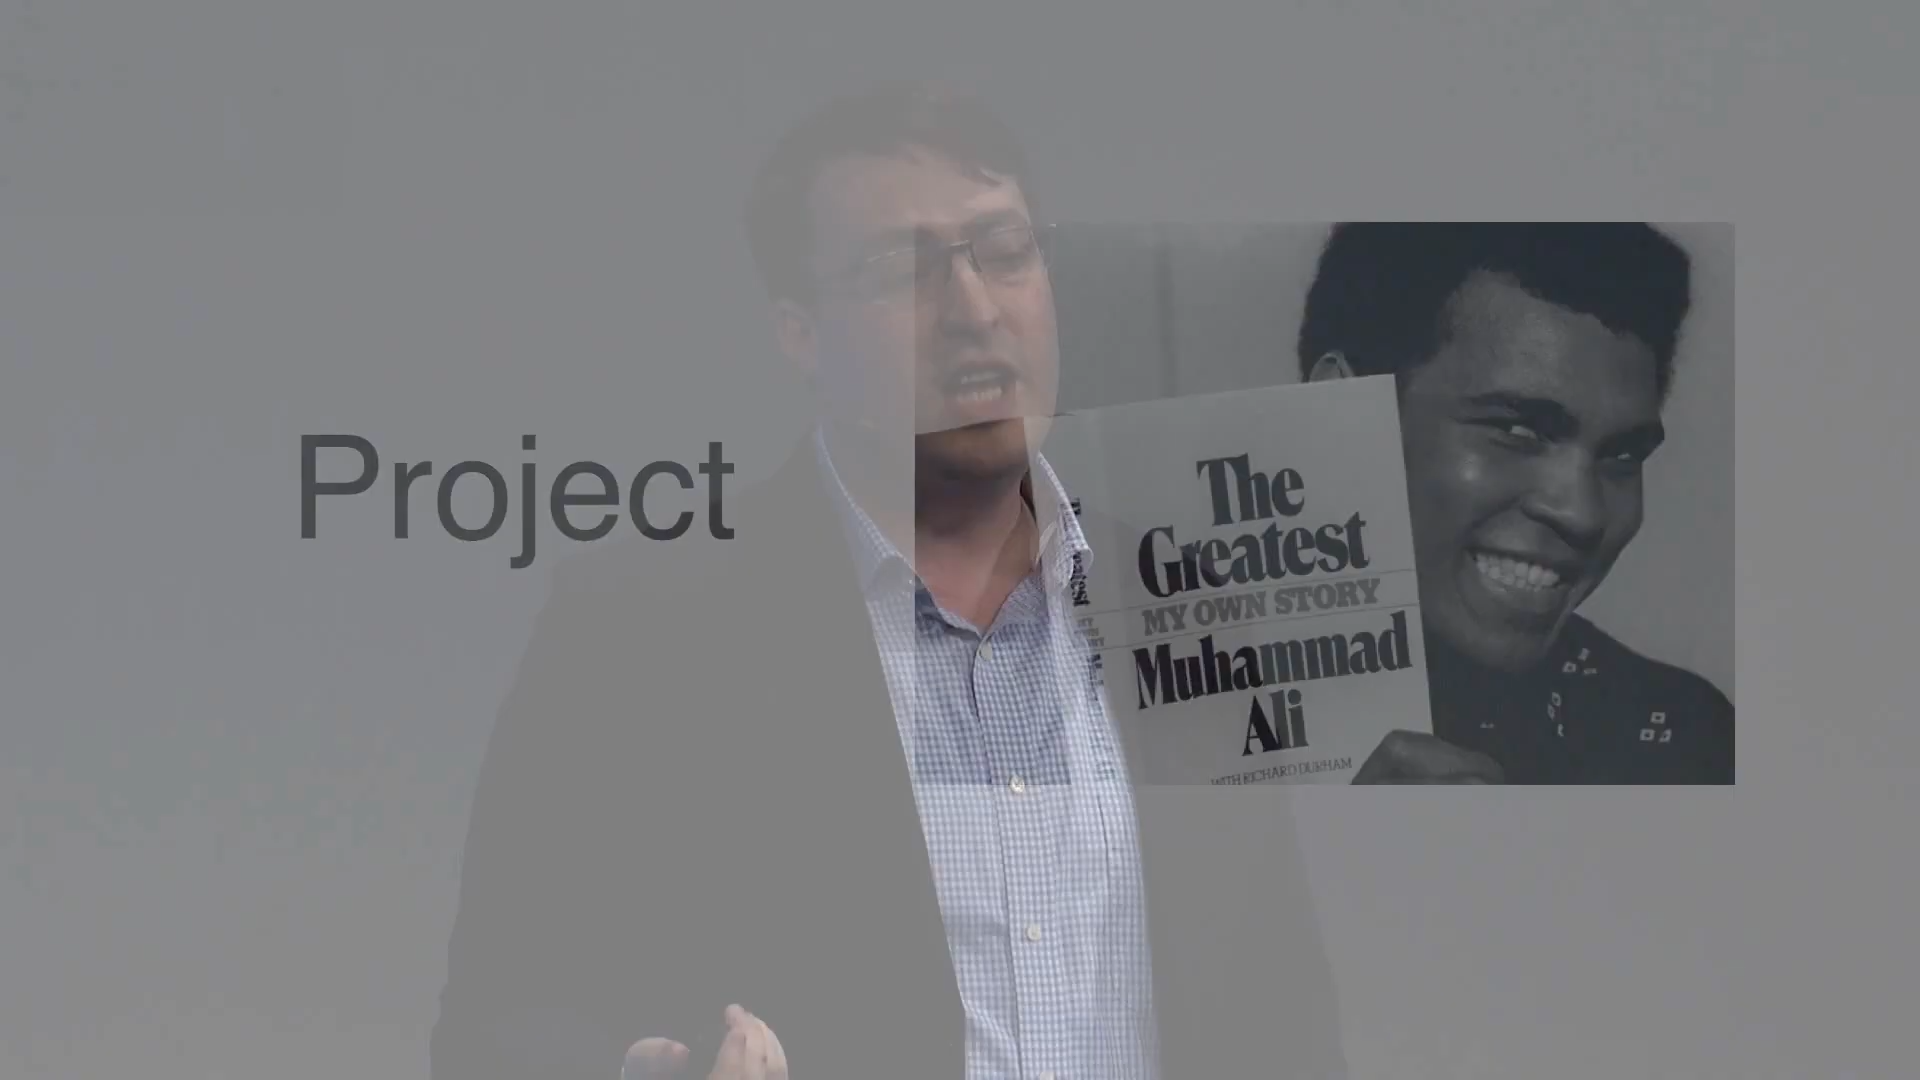 Project
The
Greatest
MY OWN STORY
Muhammad
Ali
WITH RICHARD DURHAM